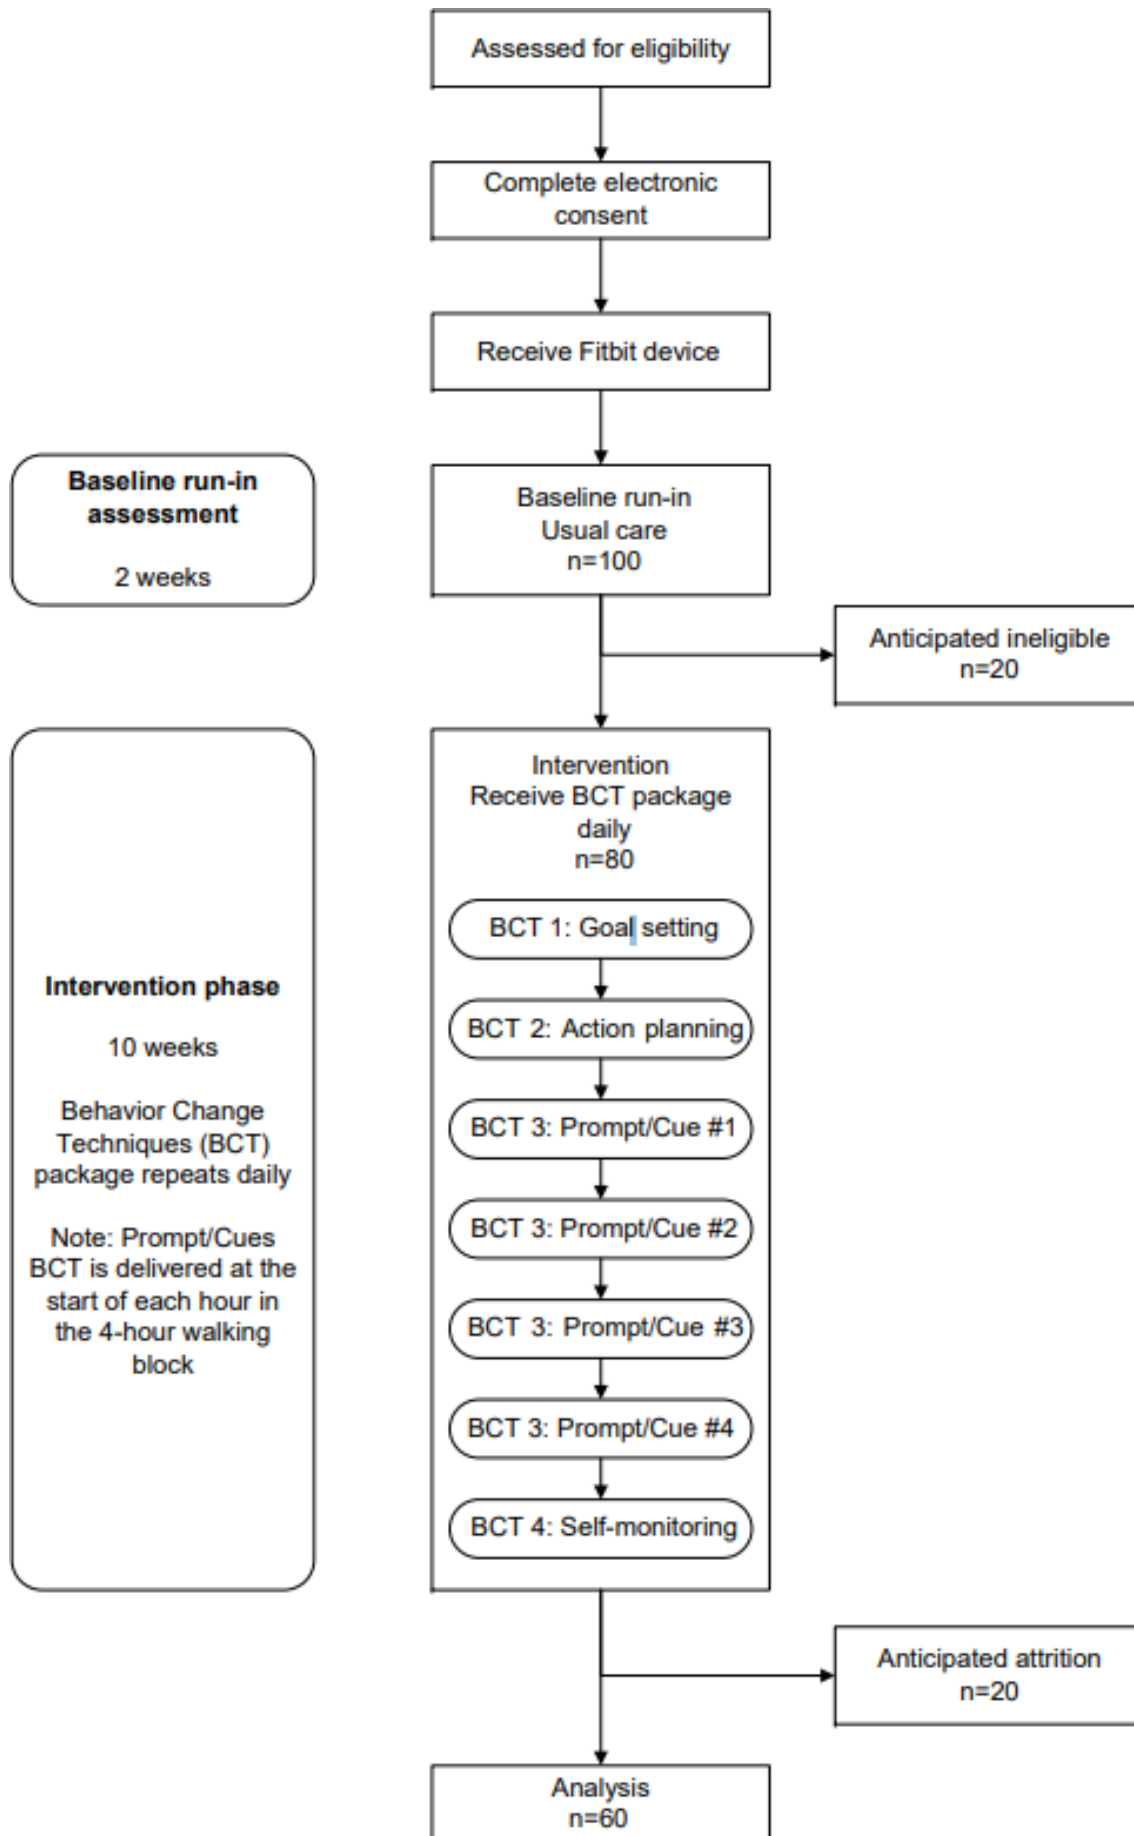 Assessed for eligibility
Complete electronic
consent
Receive Fitbit device
Baseline run-in
assessment
2 weeks
Baseline run-in
Usual care
n=100
Anticipated ineligible
n=20
Intervention phase
10 weeks
Behavior Change
Techniques (BCT)
package repeats daily
Note: Prompt/Cues
BCT is delivered at the
start of each hour in
the 4-hour walking
block
Intervention
Receive BCT package
daily
n=80
BCT 1: Goal setting
BCT 2: Action planning
BCT 3: Prompt/Cue #1
BCT 3: Prompt/Cue #2
BCT 3: Prompt/Cue #3
BCT 3: Prompt/Cue #4
BCT 4: Self-monitoring
Anticipated attrition
n=20
Analysis
n=60